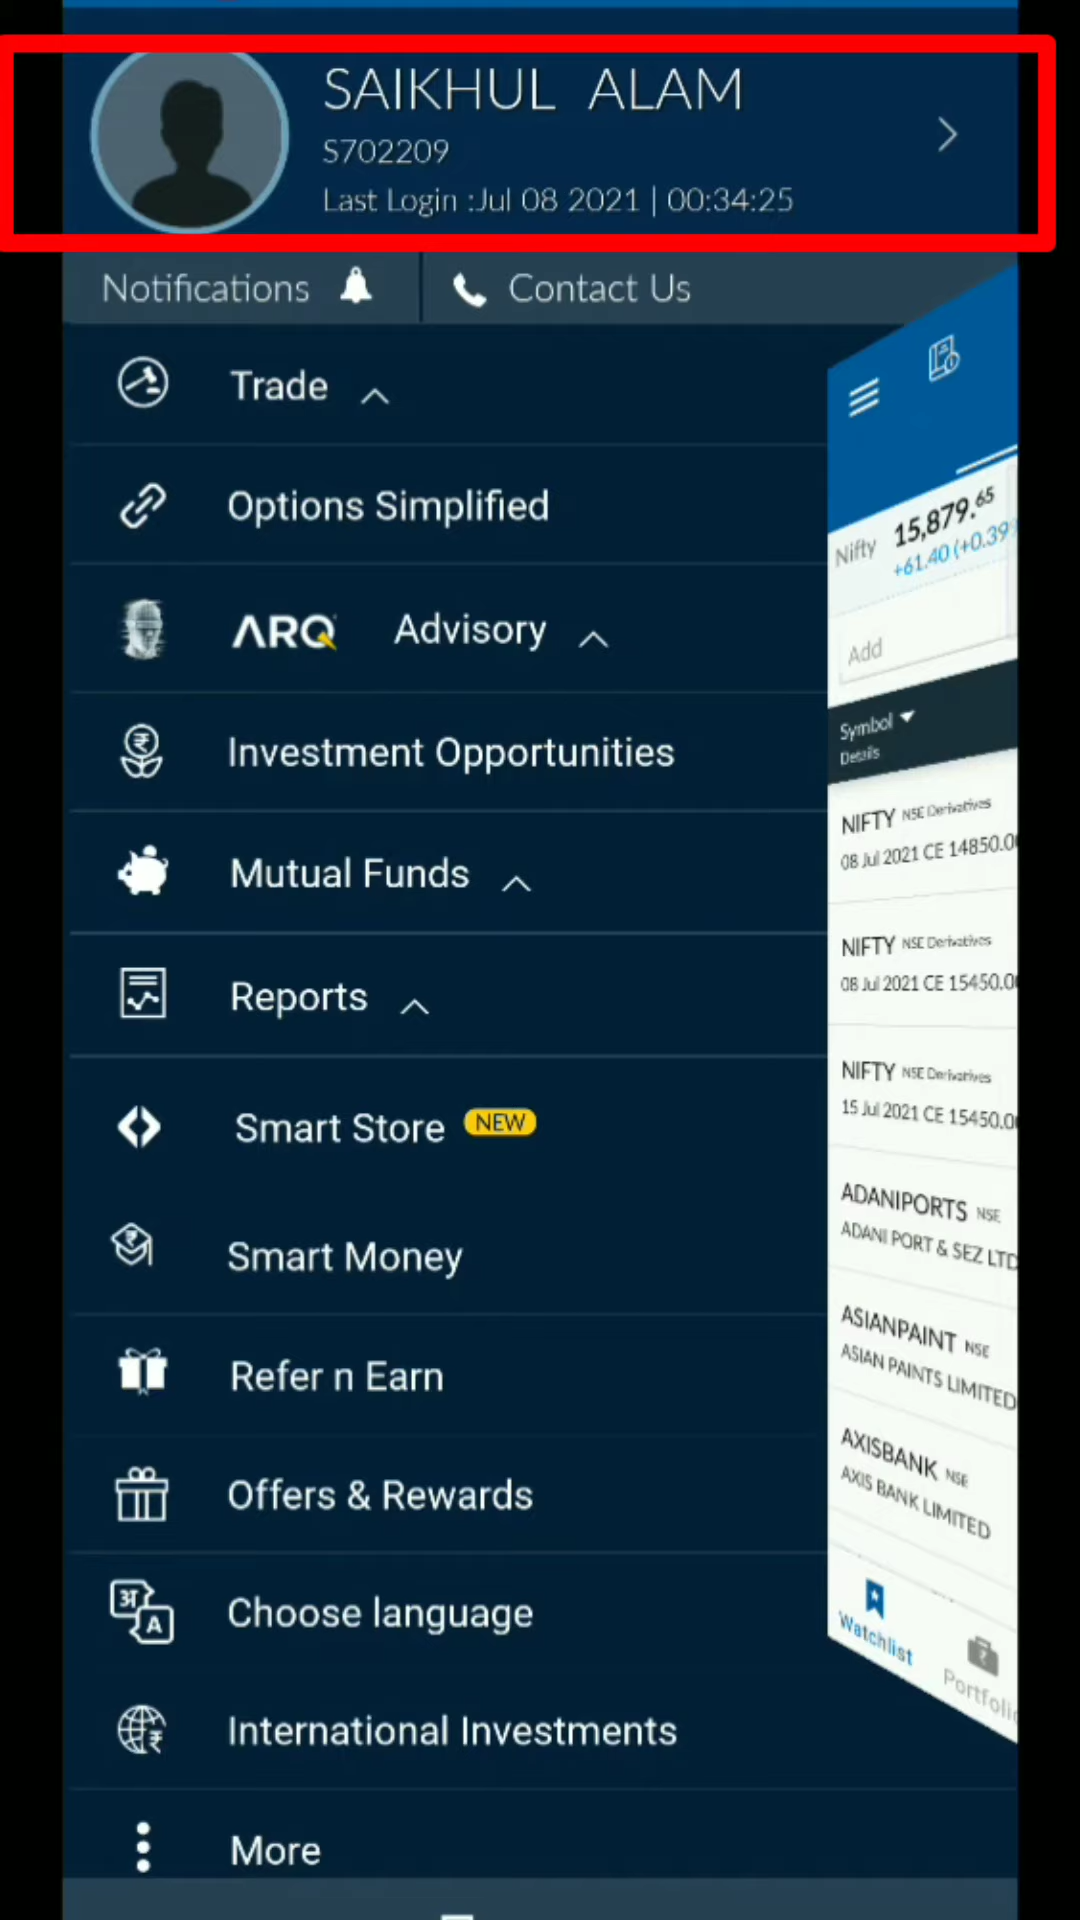 SAIKHUL ALAM
S702209
Last Login :Jul 08 2021 | 00:34:25
Notifications
Contact Us
Trade
Options Simplified
ARQ Advisory
Investment Opportunities
Mutual Funds
Reports
Smart Store NEW
Smart Money
Refer n Earn
Offers & Rewards
Choose language
International Investments
More
Nifty 15,879.65
+61.40 (+0.39
Add
Symbol
Details
NIFTY NSE Derivatives
08 Jul 2021 CE 14850.0
NIFTY NSE Derivatives
08 Jul 2021 CE 15450.0
NIFTY NSE Derivatives
15 Jul 2021 CE 15450.0
ADANIPORTS NSE
ADANI PORT & SEZ LTD
ASIANPAINT NSE
ASIAN PAINTS LIMITED
AXISBANK NSE
AXIS BANK LIMITED
Watchlist
Portfoli